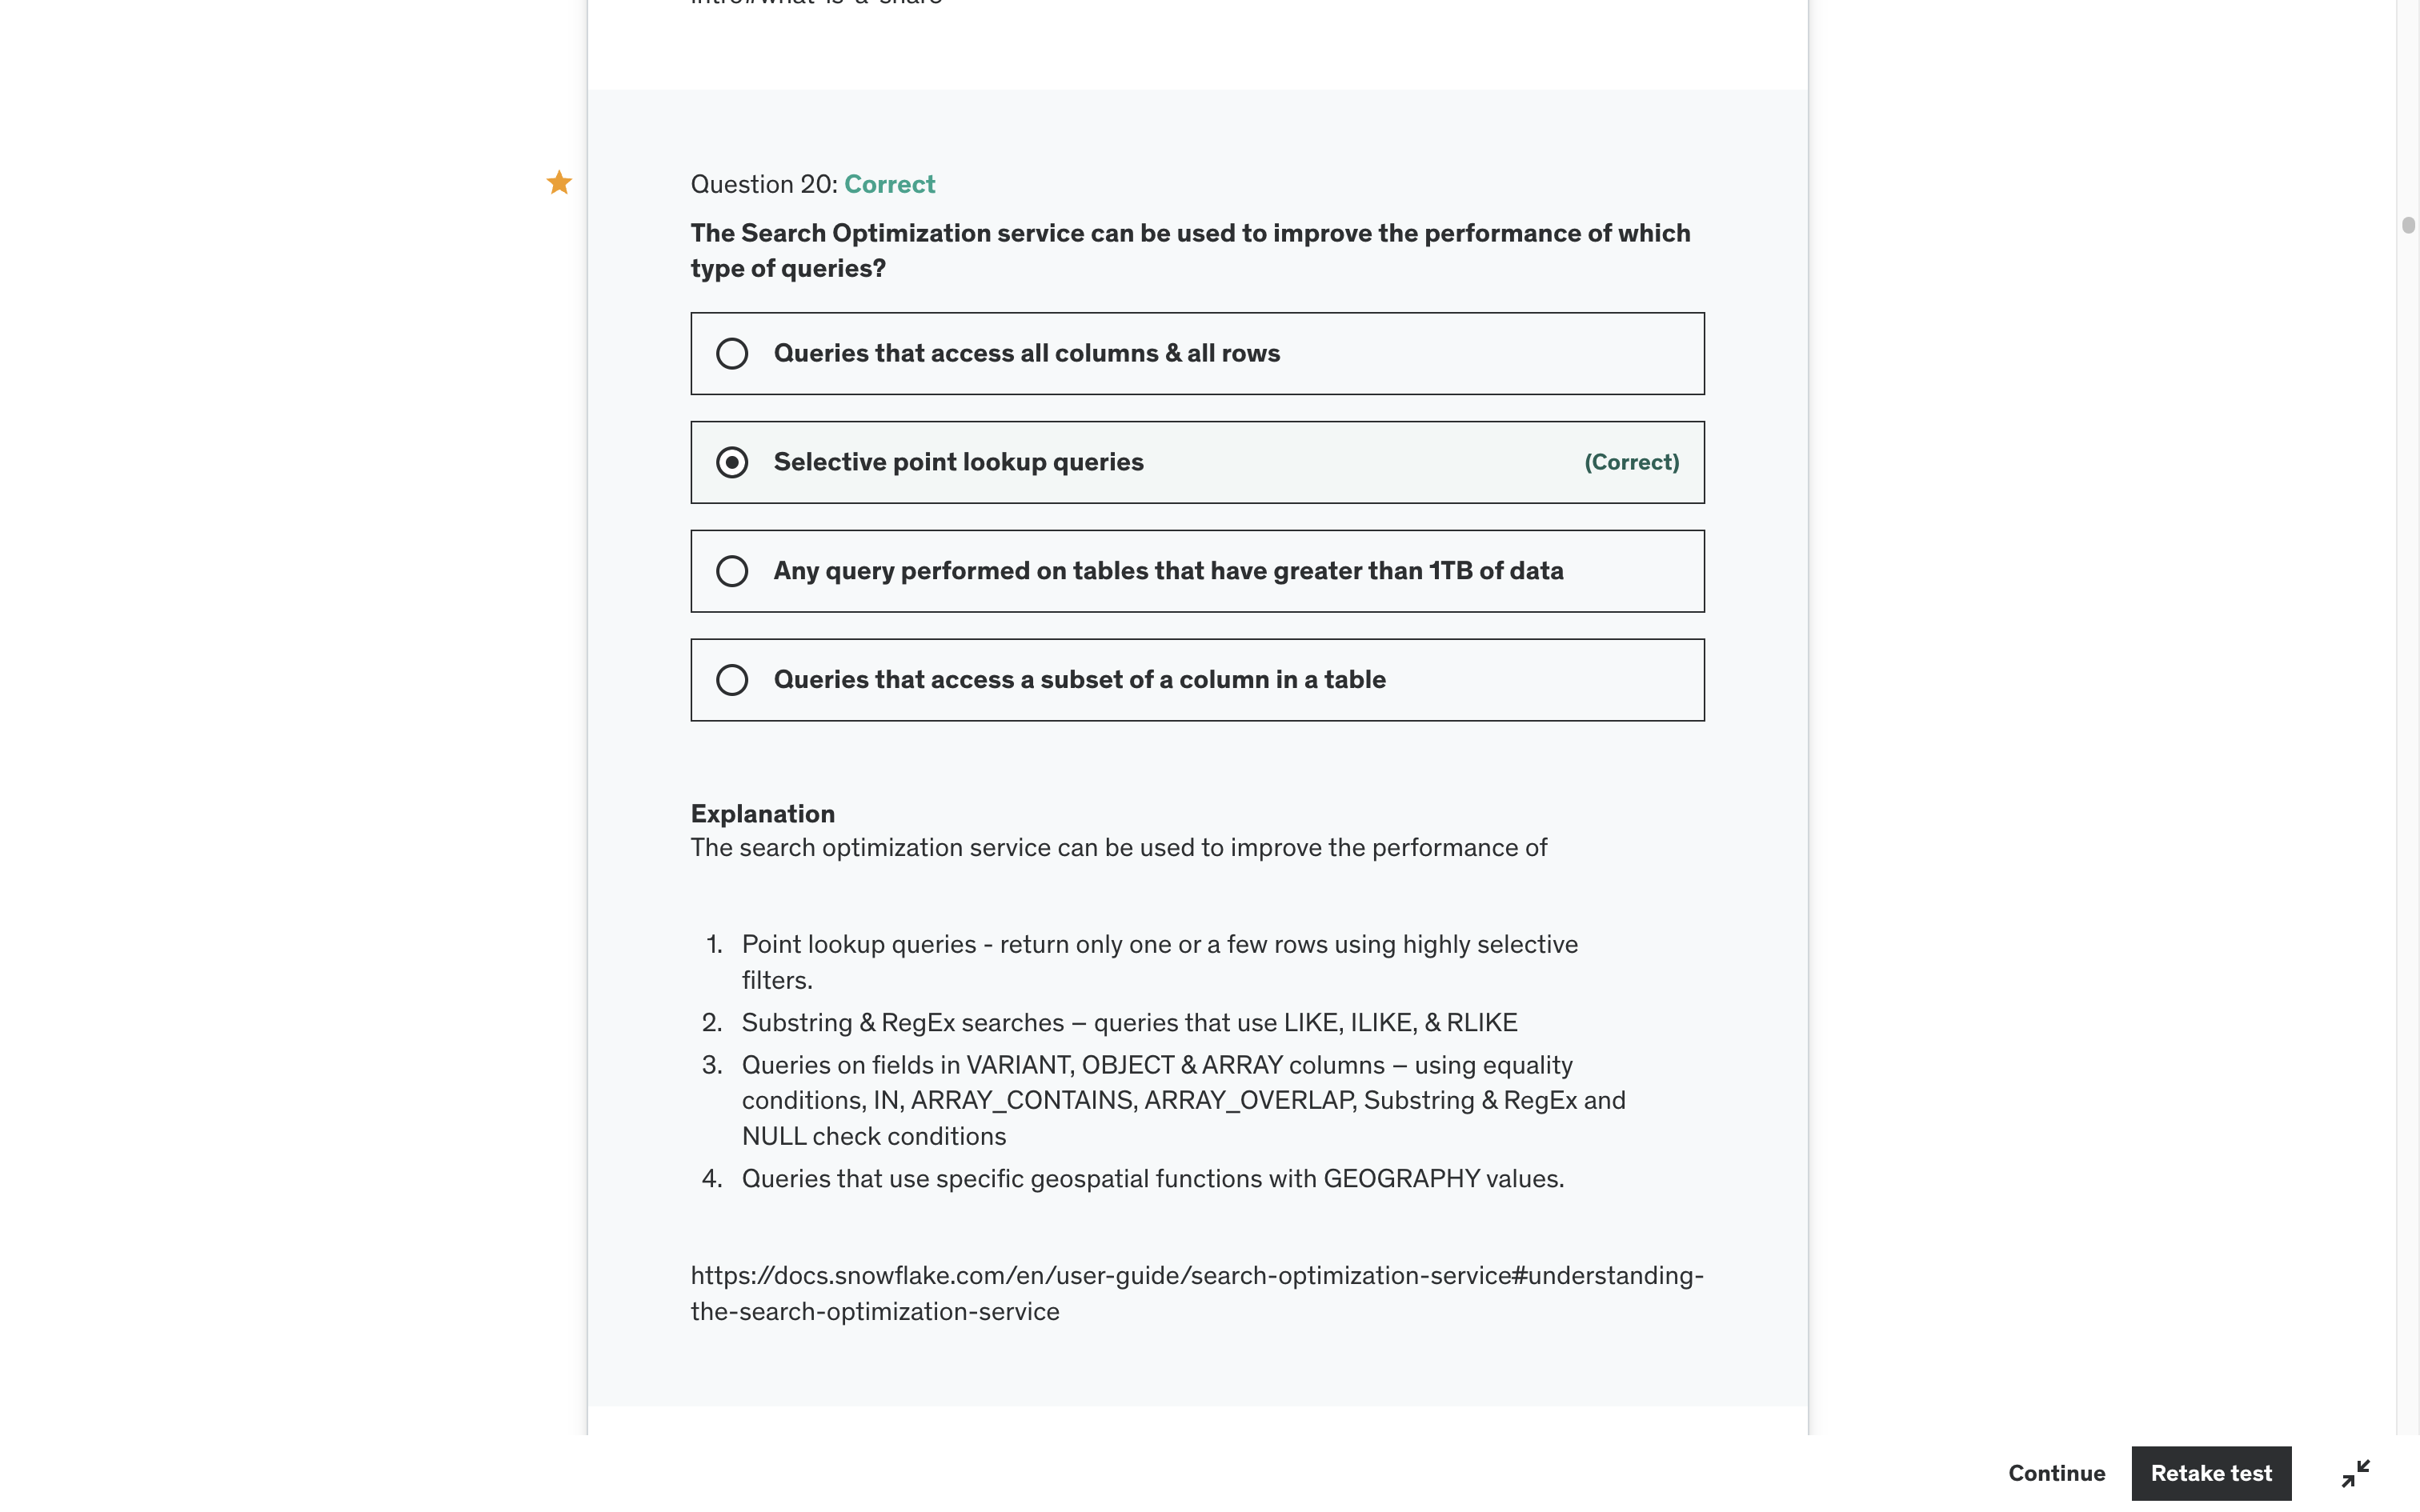 Question 20: Correct
The Search Optimization service can be used to improve the performance of which
type of queries?
Queries that access all columns & all rows
Selective point lookup queries (Correct)
Any query performed on tables that have greater than 1TB of data
Queries that access a subset of a column in a table
Explanation
The search optimization service can be used to improve the performance of
1. Point lookup queries - return only one or a few rows using highly selective
filters.
2. Substring & RegEx searches – queries that use LIKE, ILIKE, & RLIKE
3. Queries on fields in VARIANT, OBJECT & ARRAY columns – using equality
conditions, IN, ARRAY_CONTAINS, ARRAY_OVERLAP, Substring & RegEx and
NULL check conditions
4. Queries that use specific geospatial functions with GEOGRAPHY values.
https://docs.snowflake.com/en/user-guide/search-optimization-service#understanding-
the-search-optimization-service
Continue Retake test